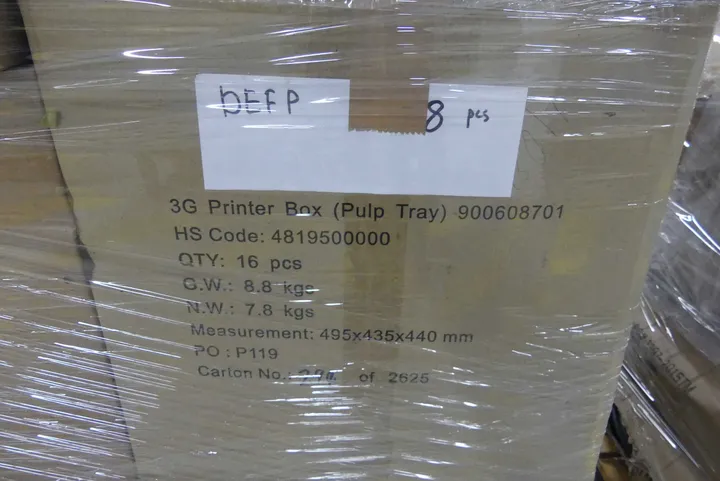 DEFP 8 pcs
3G Printer Box (Pulp Tray) 900608701
HS Code: 4819500000
QTY: 16 pcs
G.W.: 8.8 kgs
N.W.: 7.8 kgs
Measurement: 495x435x440 mm
PO : P119
Carton No.: of 2625